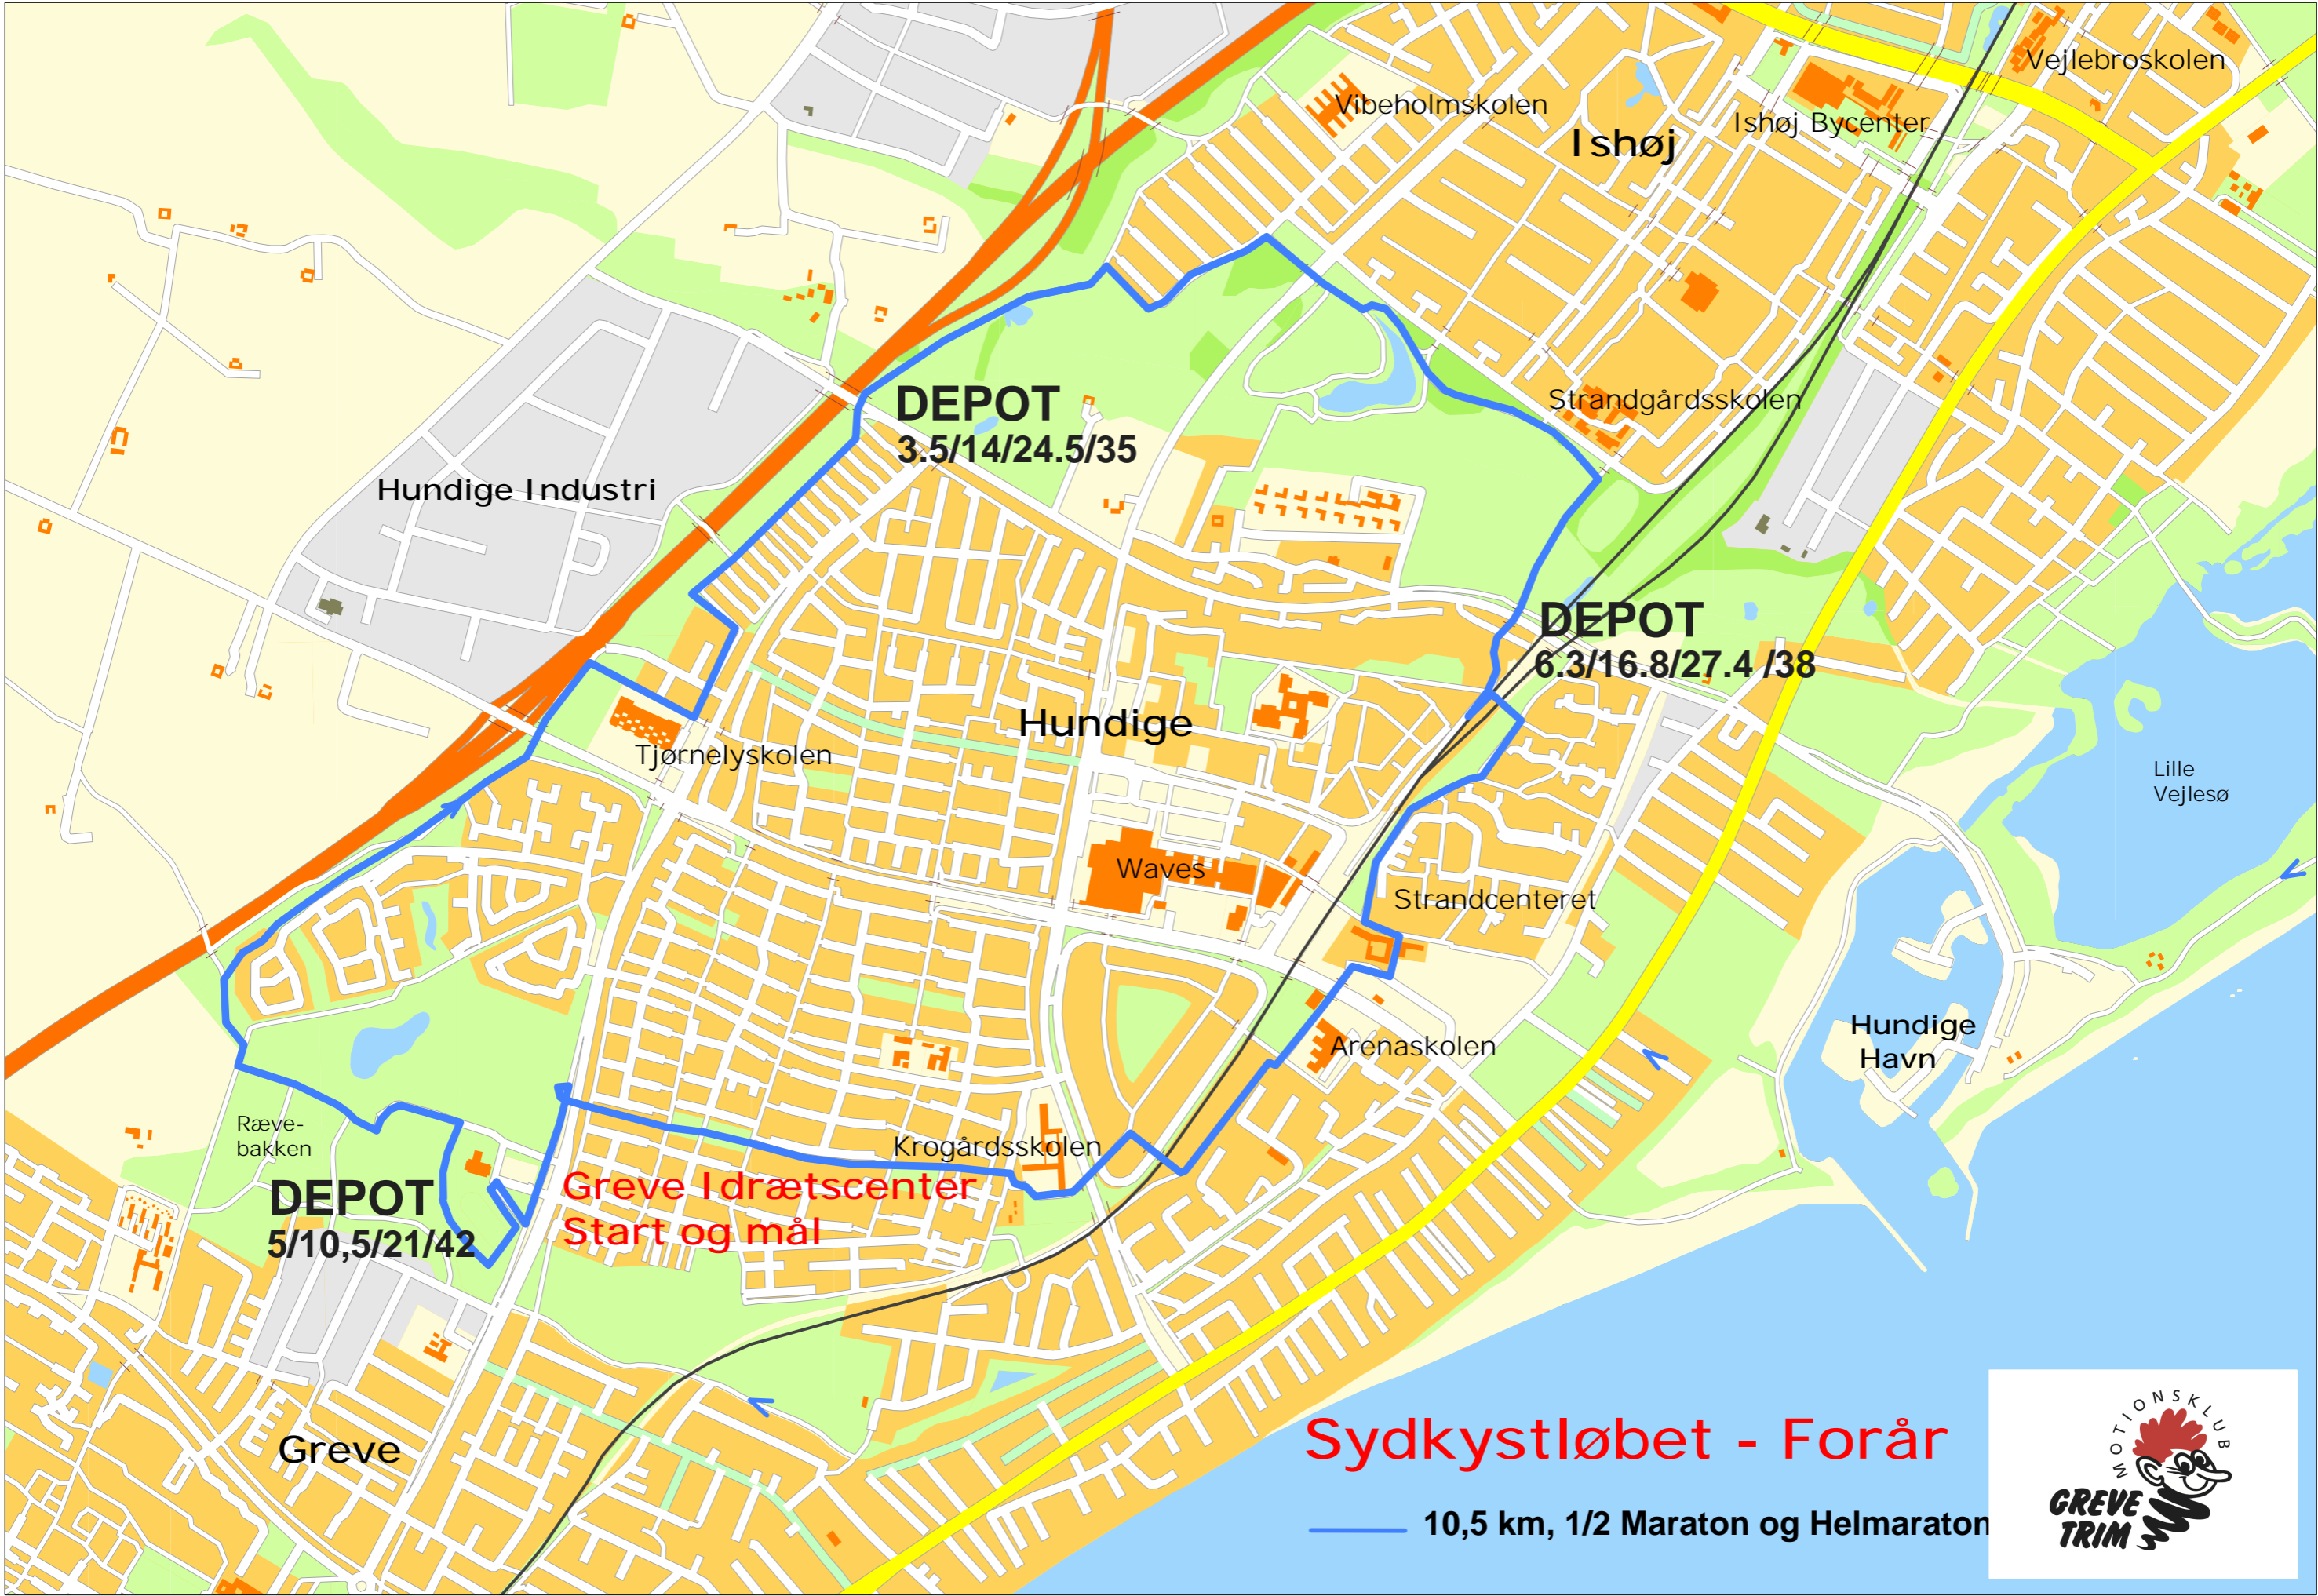 Vejlebroskolen
Vibeholmskolen
Ishøj Bycenter
Ishøj
DEPOT
3.5/14/24.5/35
Strandgårdsskolen
Hundige Industri
DEPOT
6.3/16.8/27.4 /38
Hundige
Tjørnelyskolen
Lille
Vejlesø
Waves
Strandcenteret
Hundige
Havn
Arenaskolen
Ræve-
bakken
Krogårdsskolen
DEPOT
5/10,5/21/42
Greve Idrætscenter
Start og mål
Greve
Sydkystløbet - Forår
10,5 km, 1/2 Maraton og Helmaraton
MOTIONSKLUB
GREVE
TRIM